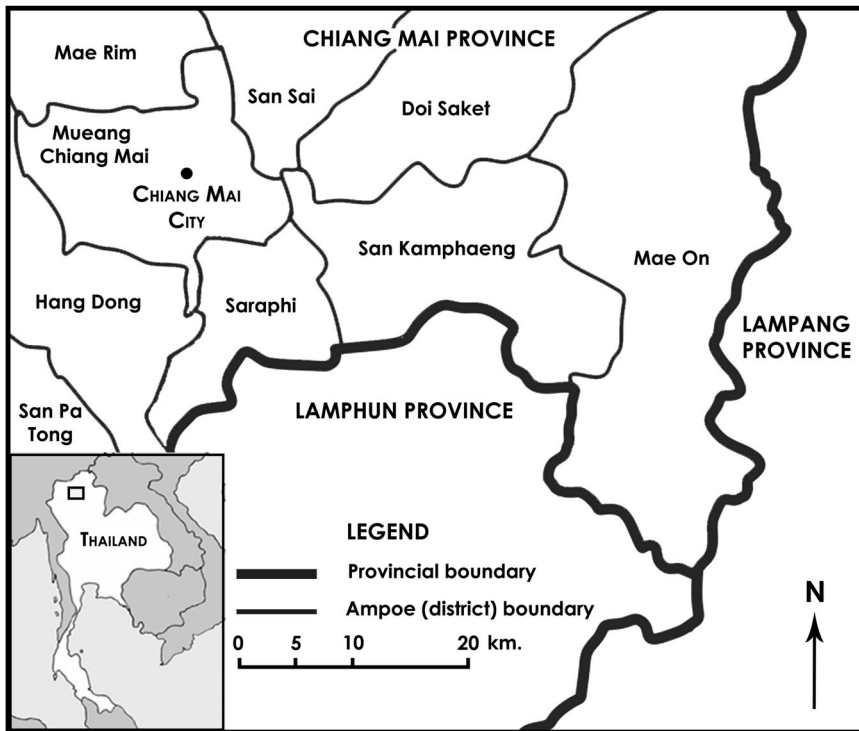 CHIANG MAI PROVINCE
Mae Rim
San Sai
Doi Saket
Mueang
Chiang Mai
CHIANG MAI
CITY
San Kamphaeng
Mae On
Hang Dong
Saraphi
LAMPANG
PROVINCE
LAMPHUN PROVINCE
San Pa
Tong
THAILAND
LEGEND
Provincial boundary
Ampoe (district) boundary
0 5 10 20 km.
N